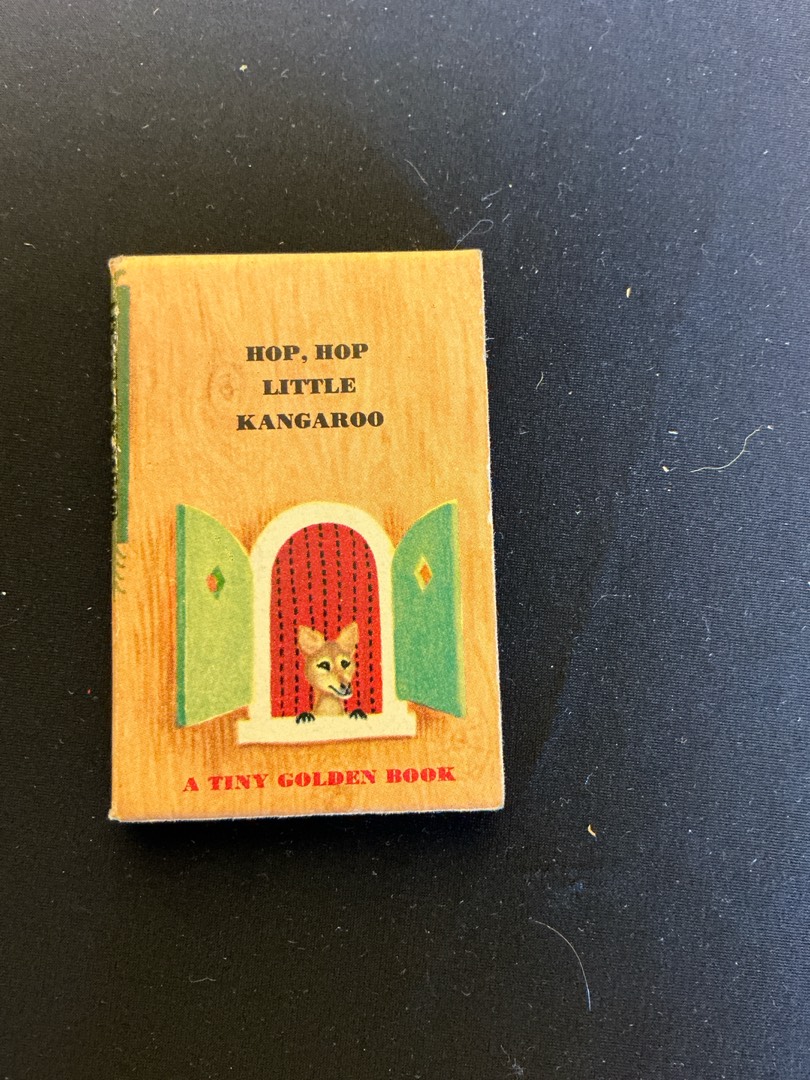 HOP, HOP
LITTLE
KANGAROO
A TINY GOLDEN BOOK